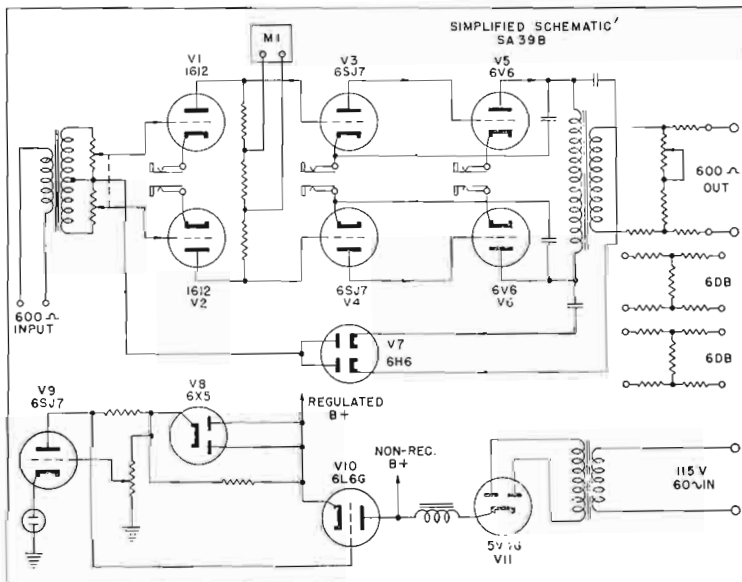 SIMPLIFIED SCHEMATIC'
SA 39B
M1
V1
1612
V3
6SJ7
V5
6V6
600 Ω
OUT
600 Ω
INPUT
1612
V2
6SJ7
V4
6V6
V6
6DB
6DB
V7
6H6
V9
6SJ7
V8
6X5
REGULATED
B+
V10
6L6G
NON-REC.
B+
115 V
60~IN
V11